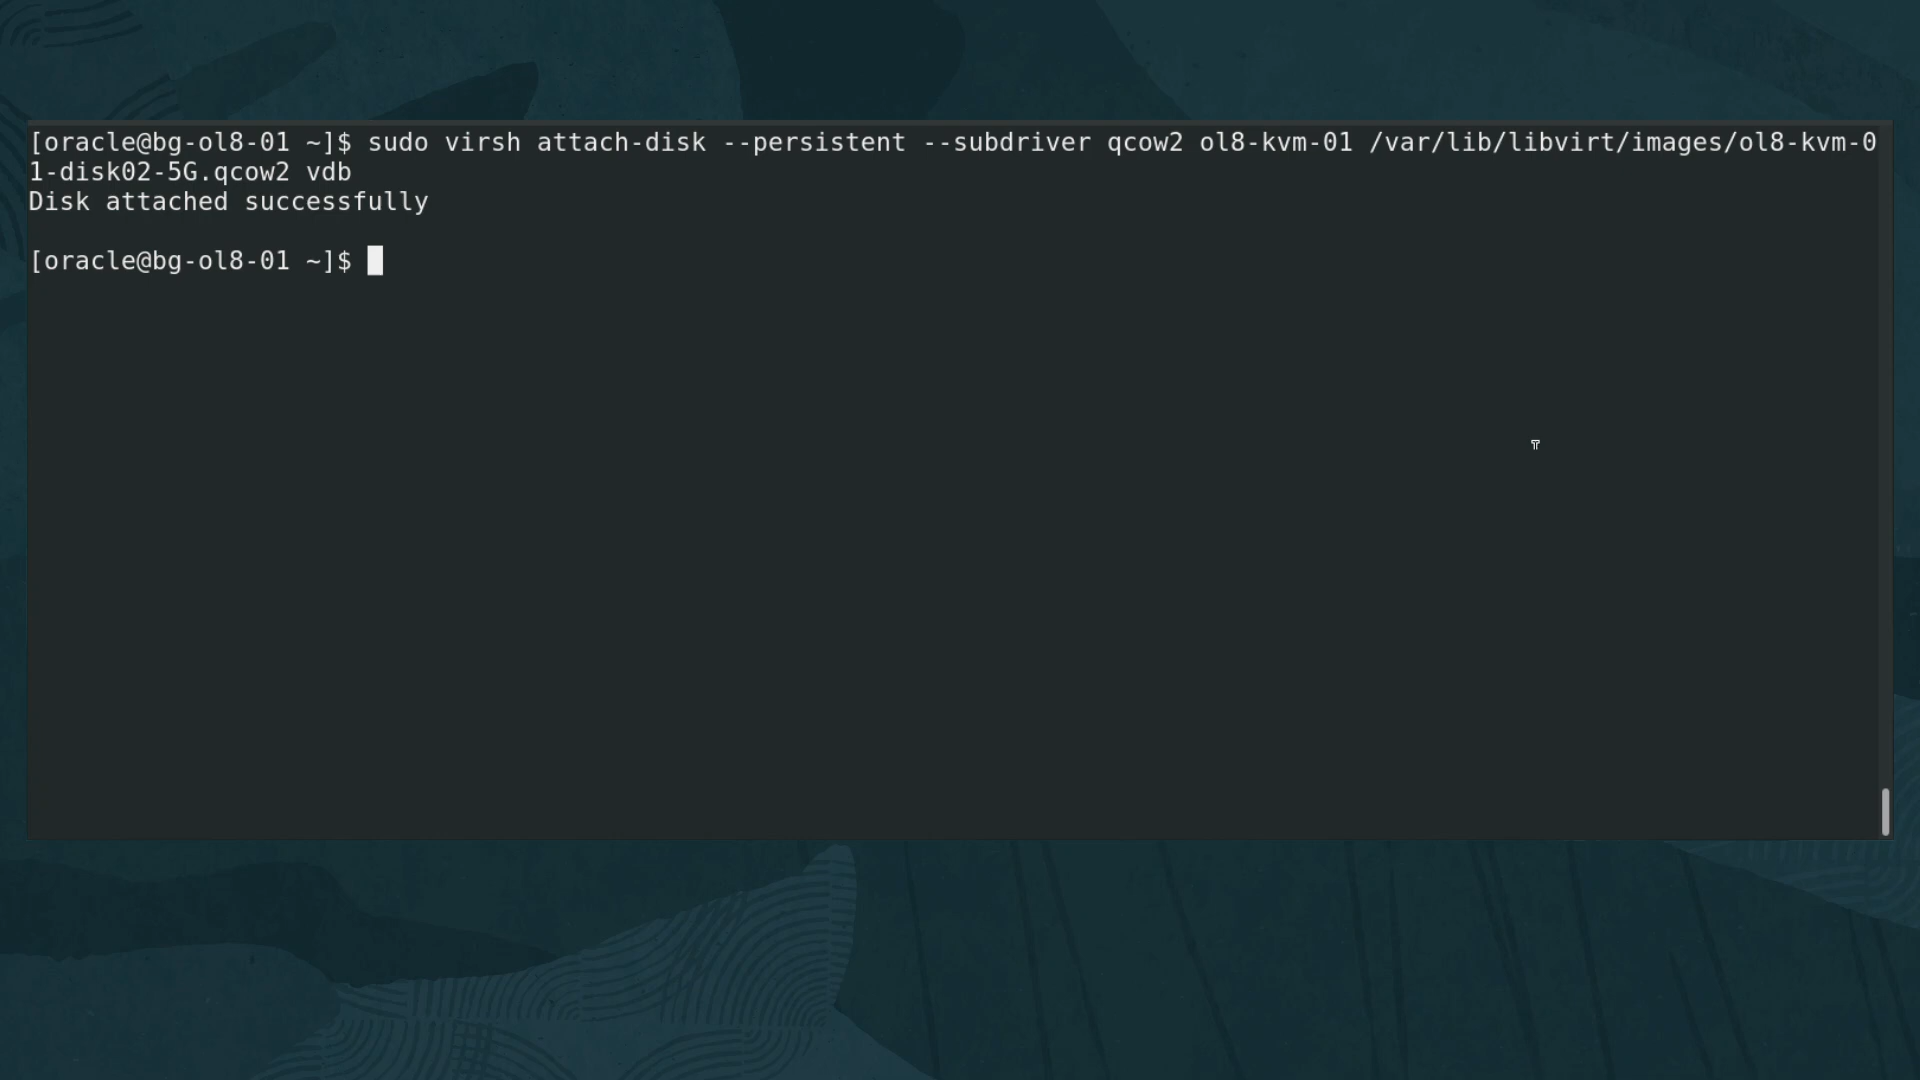 [oracle@bg-ol8-01 ~]$ sudo virsh attach-disk --persistent --subdriver qcow2 ol8-kvm-01 /var/lib/libvirt/images/ol8-kvm-0
1-disk02-5G.qcow2 vdb
Disk attached successfully
[oracle@bg-ol8-01 ~]$